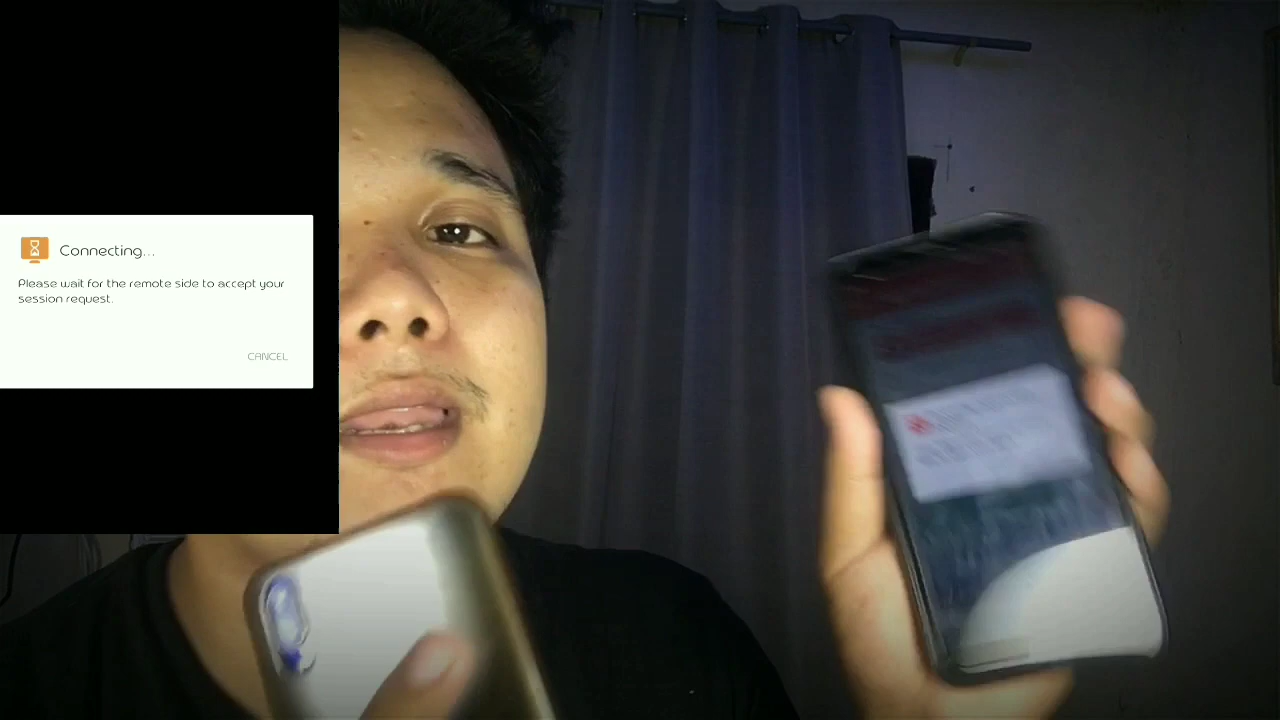 Connecting...
Please wait for the remote side to accept your
session request.
CANCEL